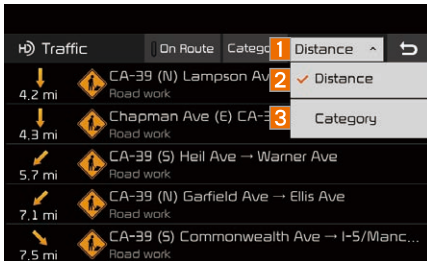 Traffic On Route Catego 1 Distance
2 Distance
3 Category
CA-39 (N) Lampson Av
4.2 mi Road work
Chapman Ave (E) CA-3
4.3 mi Road work
CA-39 (S) Heil Ave → Warner Ave
5.7 mi Road work
CA-39 (N) Garfield Ave → Ellis Ave
7.1 mi Road work
CA-39 (S) Commonwealth Ave → I-5/Manc...
7.5 mi Road work